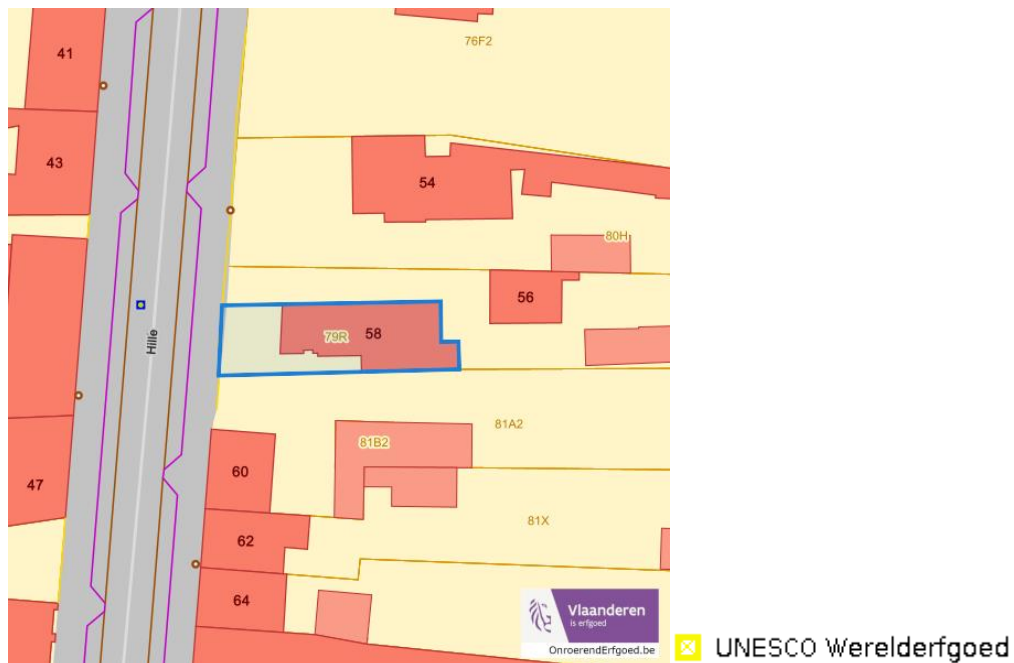 76F2
41
43
54
80H
56
79R
58
Hille
81A2
81B2
60
47
81X
62
64
Vlaanderen
is erfgoed
OnroerendErfgoed.be
UNESCO Werelderfgoed